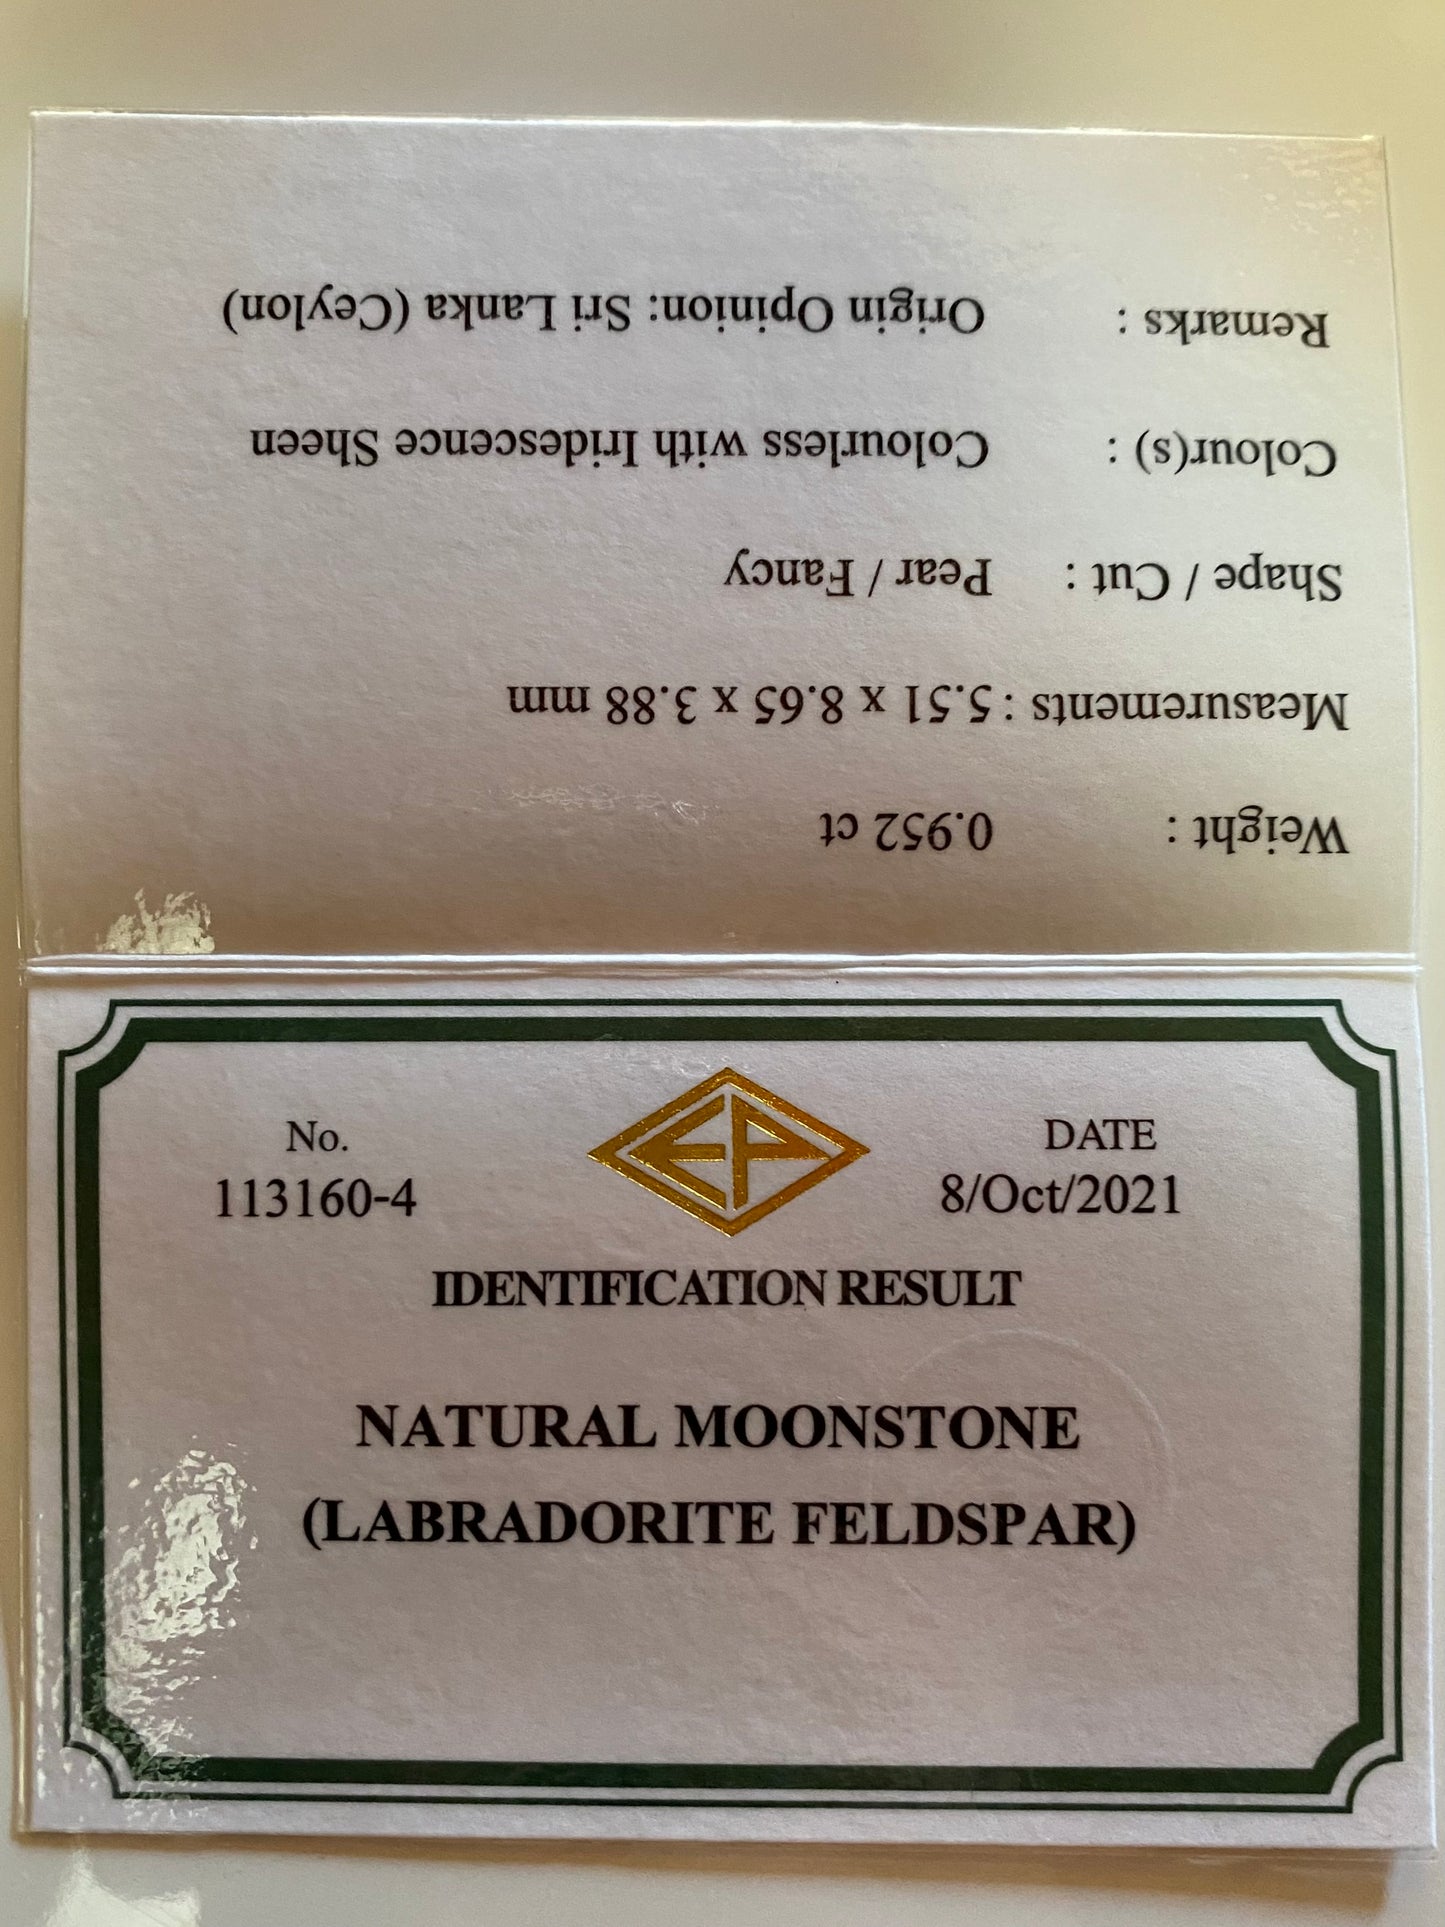 Weight : 0.952 ct
Measurements : 5.51 x 8.65 x 3.88 mm
Shape / Cut : Pear / Fancy
Colour(s) : Colourless with Iridescence Sheen
Remarks : Origin Opinion: Sri Lanka (Ceylon)
EP
No. DATE
113160-4 8/Oct/2021
IDENTIFICATION RESULT
NATURAL MOONSTONE
(LABRADORITE FELDSPAR)